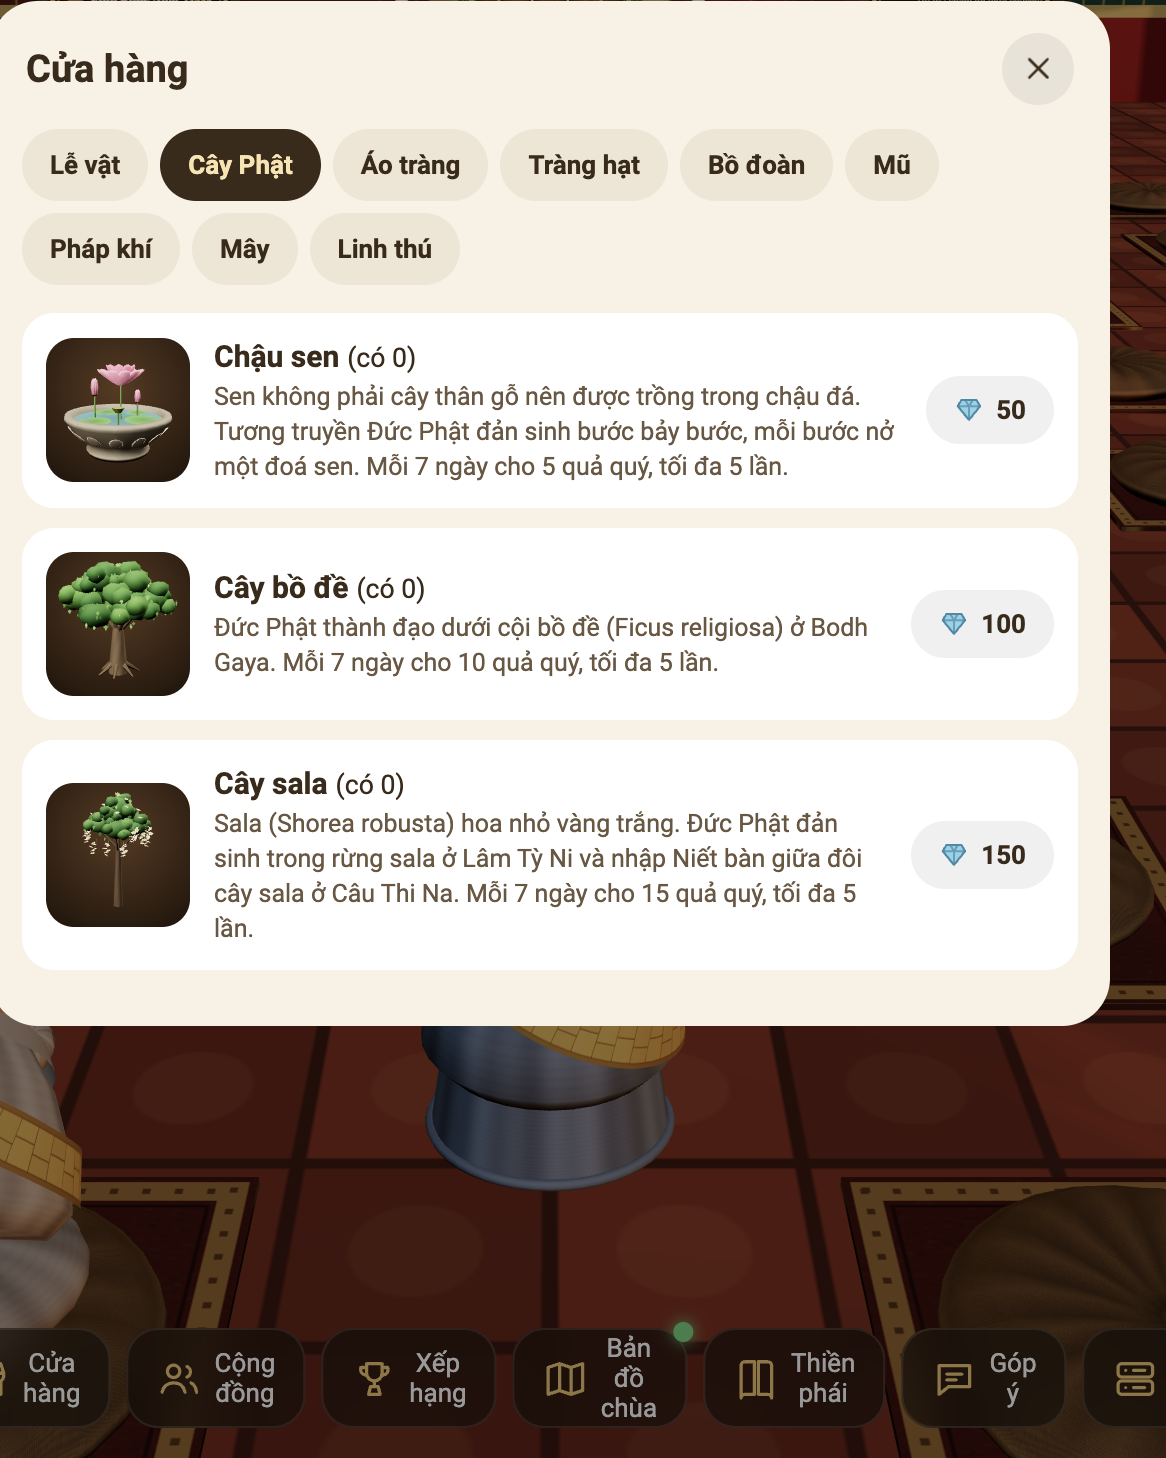 Cửa hàng
Lễ vật
Cây Phật
Áo tràng
Tràng hạt
Bồ đoàn
Mũ
Pháp khí
Mây
Linh thú
Chậu sen (có 0)
Sen không phải cây thân gỗ nên được trồng trong chậu đá.
Tương truyền Đức Phật đản sinh bước bảy bước, mỗi bước nở
một đoá sen. Mỗi 7 ngày cho 5 quả quý, tối đa 5 lần.
50
Cây bồ đề (có 0)
Đức Phật thành đạo dưới cội bồ đề (Ficus religiosa) ở Bodh
Gaya. Mỗi 7 ngày cho 10 quả quý, tối đa 5 lần.
100
Cây sala (có 0)
Sala (Shorea robusta) hoa nhỏ vàng trắng. Đức Phật đản
sinh trong rừng sala ở Lâm Tỳ Ni và nhập Niết bàn giữa đôi
cây sala ở Câu Thi Na. Mỗi 7 ngày cho 15 quả quý, tối đa 5
lần.
150
Cửa
hàng
Cộng
đồng
Xếp
hạng
Bản
đồ
chùa
Thiền
phái
Góp
ý